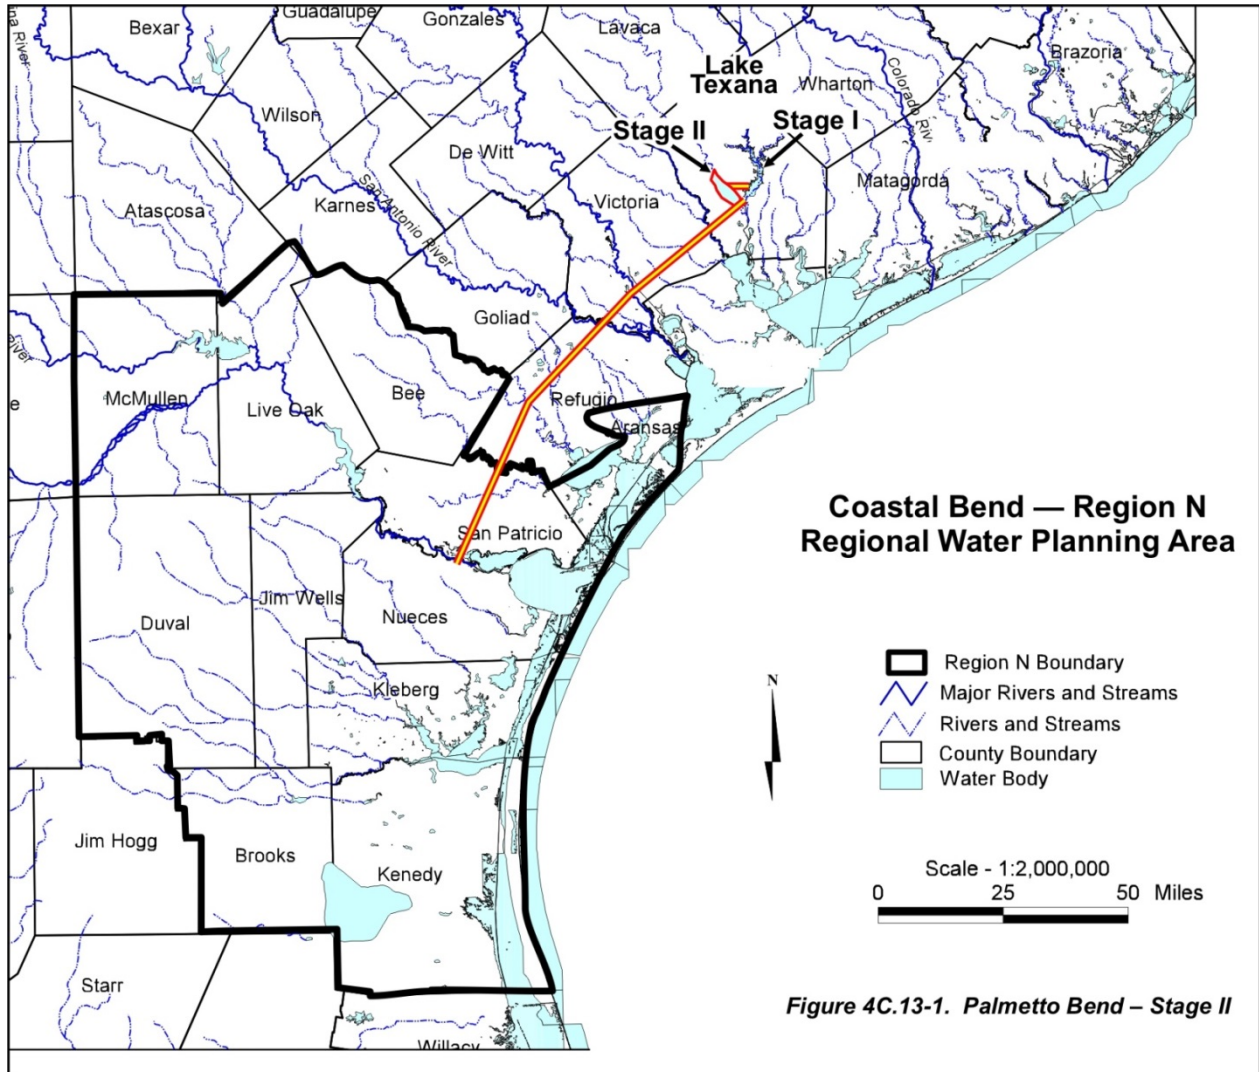 Guadalupe
Gonzales
Bexar
Lavaca
Brazoria
Lake
Texana
Wharton
Colorado Riv.
Wilson
Stage II
Stage I
De Witt
Matagorda
San Antonio River
Victoria
Karnes
Atascosa
Goliad
River
McMullen
Live Oak
Bee
Refugio
Aransas
e
Coastal Bend — Region N
Regional Water Planning Area
San Patricio
Jim Wells
Nueces
Duval
Kleberg
N
Region N Boundary
Major Rivers and Streams
Rivers and Streams
County Boundary
Water Body
Jim Hogg
Brooks
Kenedy
Scale - 1:2,000,000
0 25 50 Miles
Starr
Figure 4C.13-1. Palmetto Bend – Stage II
Willacy